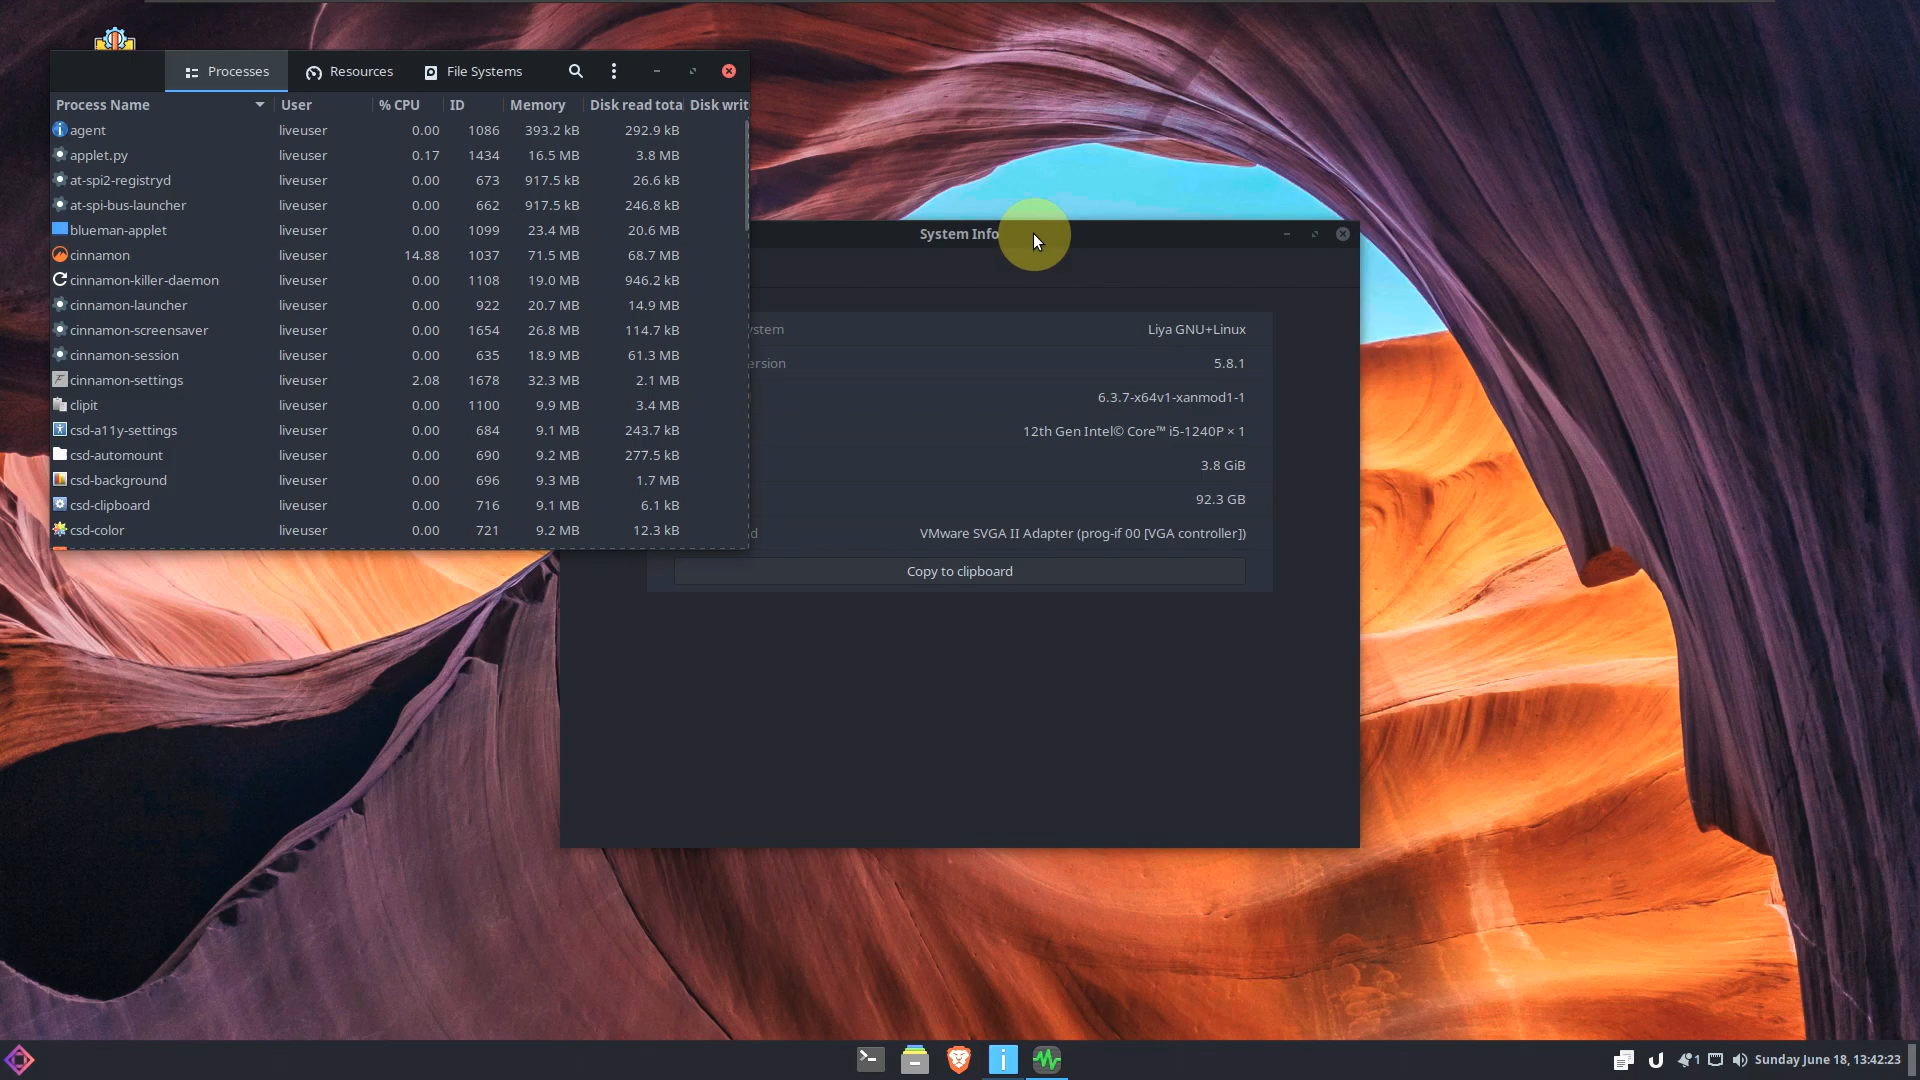 Processes Resources File Systems
Process Name User % CPU ID Memory Disk read tota Disk writ
agent liveuser 0.00 1086 393.2 kB 292.9 kB
applet.py liveuser 0.17 1434 16.5 MB 3.8 MB
at-spi2-registryd liveuser 0.00 673 917.5 kB 26.6 kB
at-spi-bus-launcher liveuser 0.00 662 917.5 kB 246.8 kB
blueman-applet liveuser 0.00 1099 23.4 MB 20.6 MB
cinnamon liveuser 14.88 1037 71.5 MB 68.7 MB
cinnamon-killer-daemon liveuser 0.00 1108 19.0 MB 946.2 kB
cinnamon-launcher liveuser 0.00 922 20.7 MB 14.9 MB
cinnamon-screensaver liveuser 0.00 1654 26.8 MB 114.7 kB
cinnamon-session liveuser 0.00 635 18.9 MB 61.3 MB
cinnamon-settings liveuser 2.08 1678 32.3 MB 2.1 MB
clipit liveuser 0.00 1100 9.9 MB 3.4 MB
csd-a11y-settings liveuser 0.00 684 9.1 MB 243.7 kB
csd-automount liveuser 0.00 690 9.2 MB 277.5 kB
csd-background liveuser 0.00 696 9.3 MB 1.7 MB
csd-clipboard liveuser 0.00 716 9.1 MB 6.1 kB
csd-color liveuser 0.00 721 9.2 MB 12.3 kB
System Info
ystem Liya GNU+Linux
ersion 5.8.1
6.3.7-x64v1-xanmod1-1
12th Gen Intel© Core™ i5-1240P × 1
3.8 GiB
92.3 GB
d VMware SVGA II Adapter (prog-if 00 [VGA controller])
Copy to clipboard
1 Sunday June 18, 13:42:23